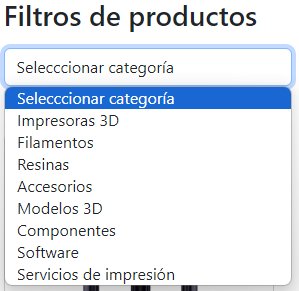 Filtros de productos
Selecccionar categoría
Selecccionar categoría
Impresoras 3D
Filamentos
Resinas
Accesorios
Modelos 3D
Componentes
Software
Servicios de impresión